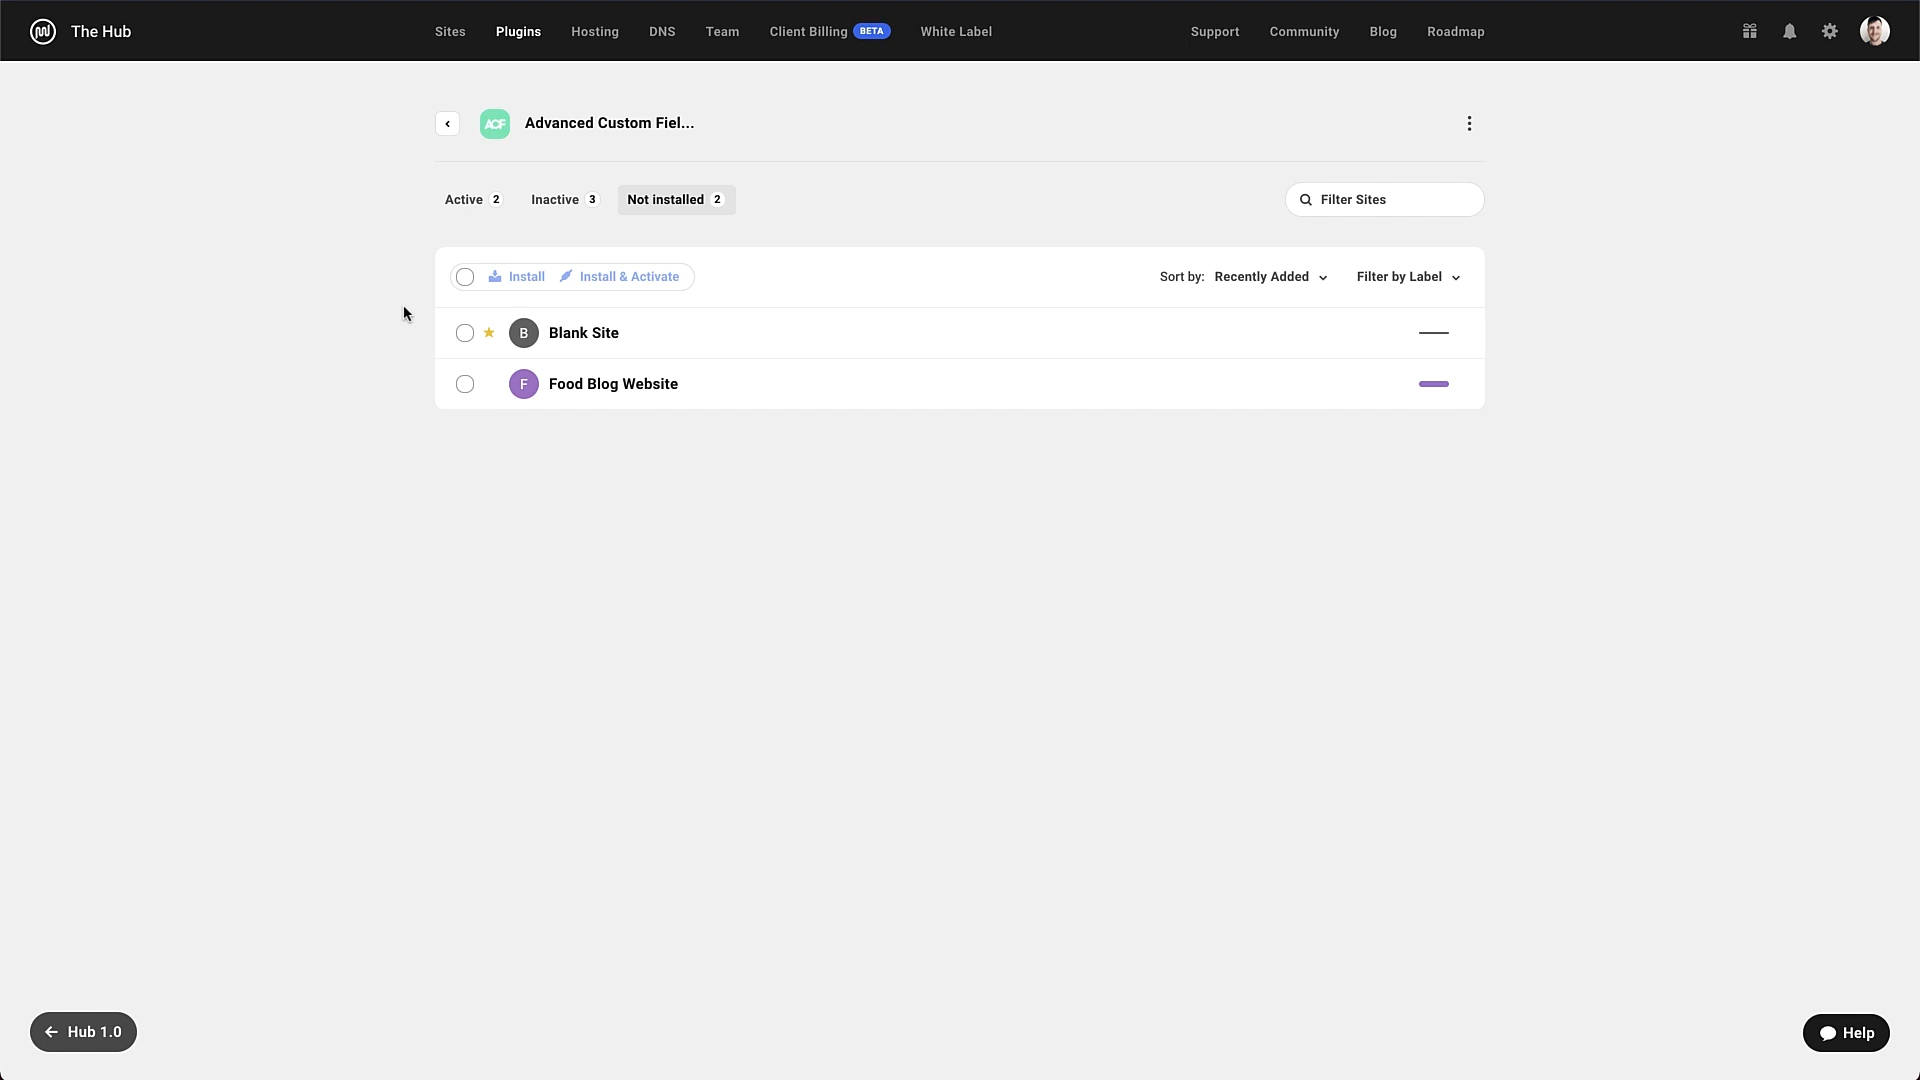 The Hub
Sites Plugins Hosting DNS Team Client Billing BETA White Label Support Community Blog Roadmap
ACF Advanced Custom Fiel...
Active 2 Inactive 3 Not installed 2 Filter Sites
Install Install & Activate Sort by: Recently Added Filter by Label
B Blank Site
F Food Blog Website
Hub 1.0
Help